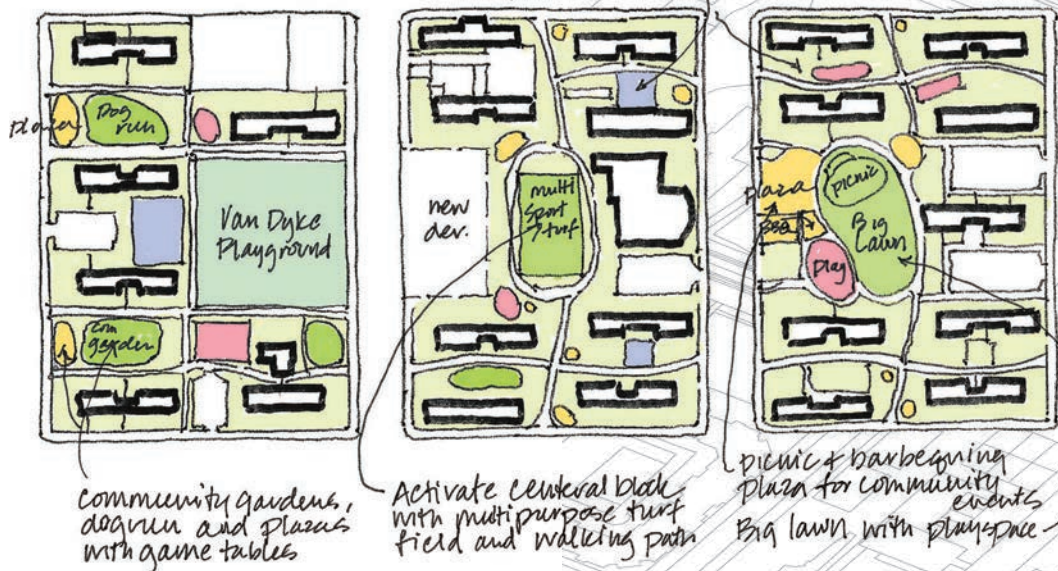 plaza
Dog
run
Van Dyke
Playground
com
garden
new
dev.
multi
Sport
turf
plaza
picnic
Big
Lawn
BBQ
play
community gardens,
dogrun and plazas
with game tables
Activate central block
with multipurpose turf
field and walking path
picnic & barbequing
plaza for community
events
Big lawn with playspace